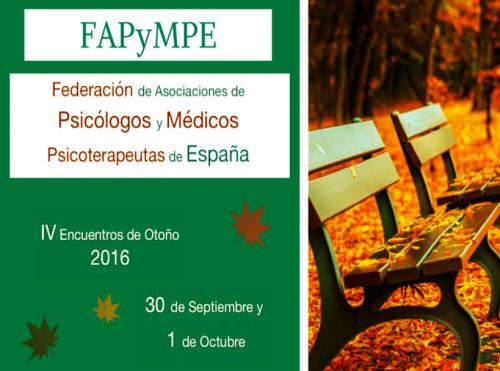 FAPyMPE
Federación de Asociaciones de
Psicólogos y Médicos
Psicoterapeutas de España
IV Encuentros de Otoño
2016
30 de Septiembre y
1 de Octubre